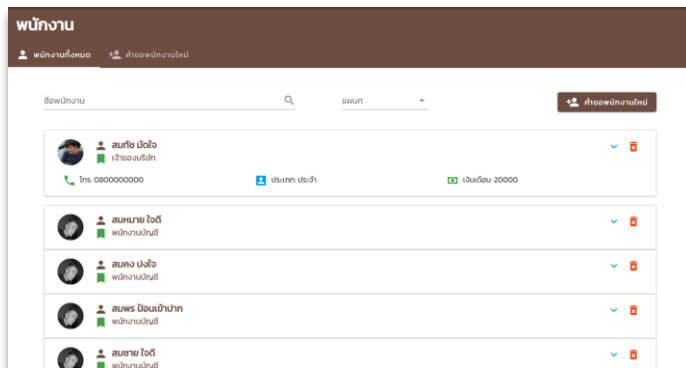 พนักงาน
พนักงานทั้งหมด คำขอพนักงานใหม่
ชื่อพนักงาน แผนก คำขอพนักงานใหม่
สมทัช มัดใจ
เจ้าของบริษัท
โทร: 0800000000 ประเภท: ประจำ เงินเดือน: 20000
สมหมาย ใจดี
พนักงานบัญชี
สมคง ปงใจ
พนักงานบัญชี
สมพร ป้อนเข้าปาก
พนักงานบัญชี
สมชาย ใจดี
พนักงานบัญชี